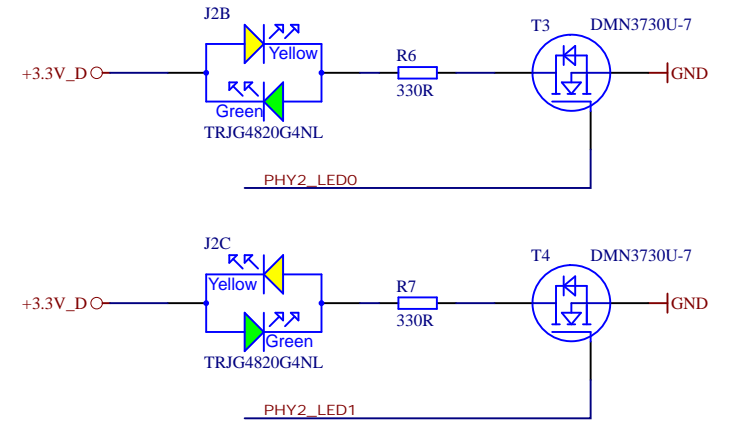 J2B
T3
DMN3730U-7
Yellow
R6
+3.3V_D
GND
330R
Green
TRJG4820G4NL
PHY2_LED0
J2C
T4
DMN3730U-7
Yellow
R7
+3.3V_D
GND
330R
Green
TRJG4820G4NL
PHY2_LED1